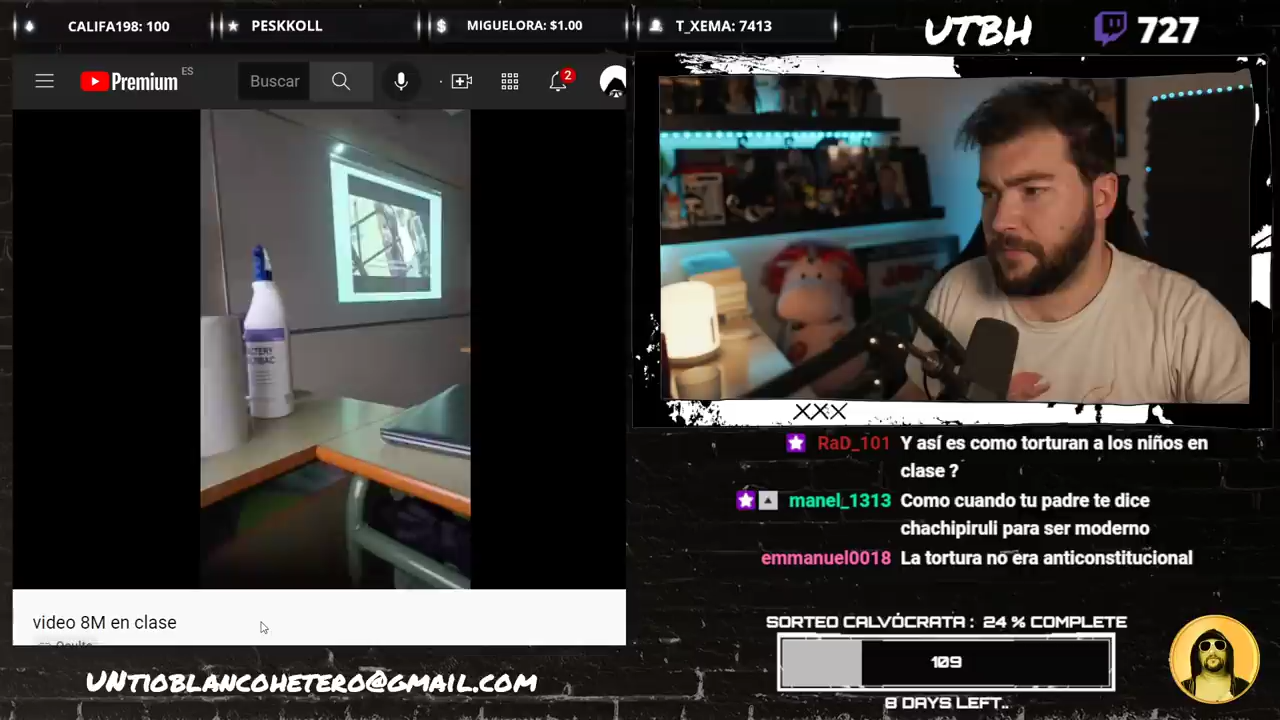 CALIFA198: 100
PESKKOLL
MIGUELORA: $1.00
T_XEMA: 7413
UTBH
727
Premium
ES
Buscar
2
video 8M en clase
XXX
RaD_101 Y así es como torturan a los niños en
clase ?
manel_1313 Como cuando tu padre te dice
chachipiruli para ser moderno
emmanuel0018 La tortura no era anticonstitucional
SORTEO CALVÓCRATA : 24 % COMPLETE
109
8 DAYS LEFT..
UNTIOBLANCOHETERO@GMAIL.COM